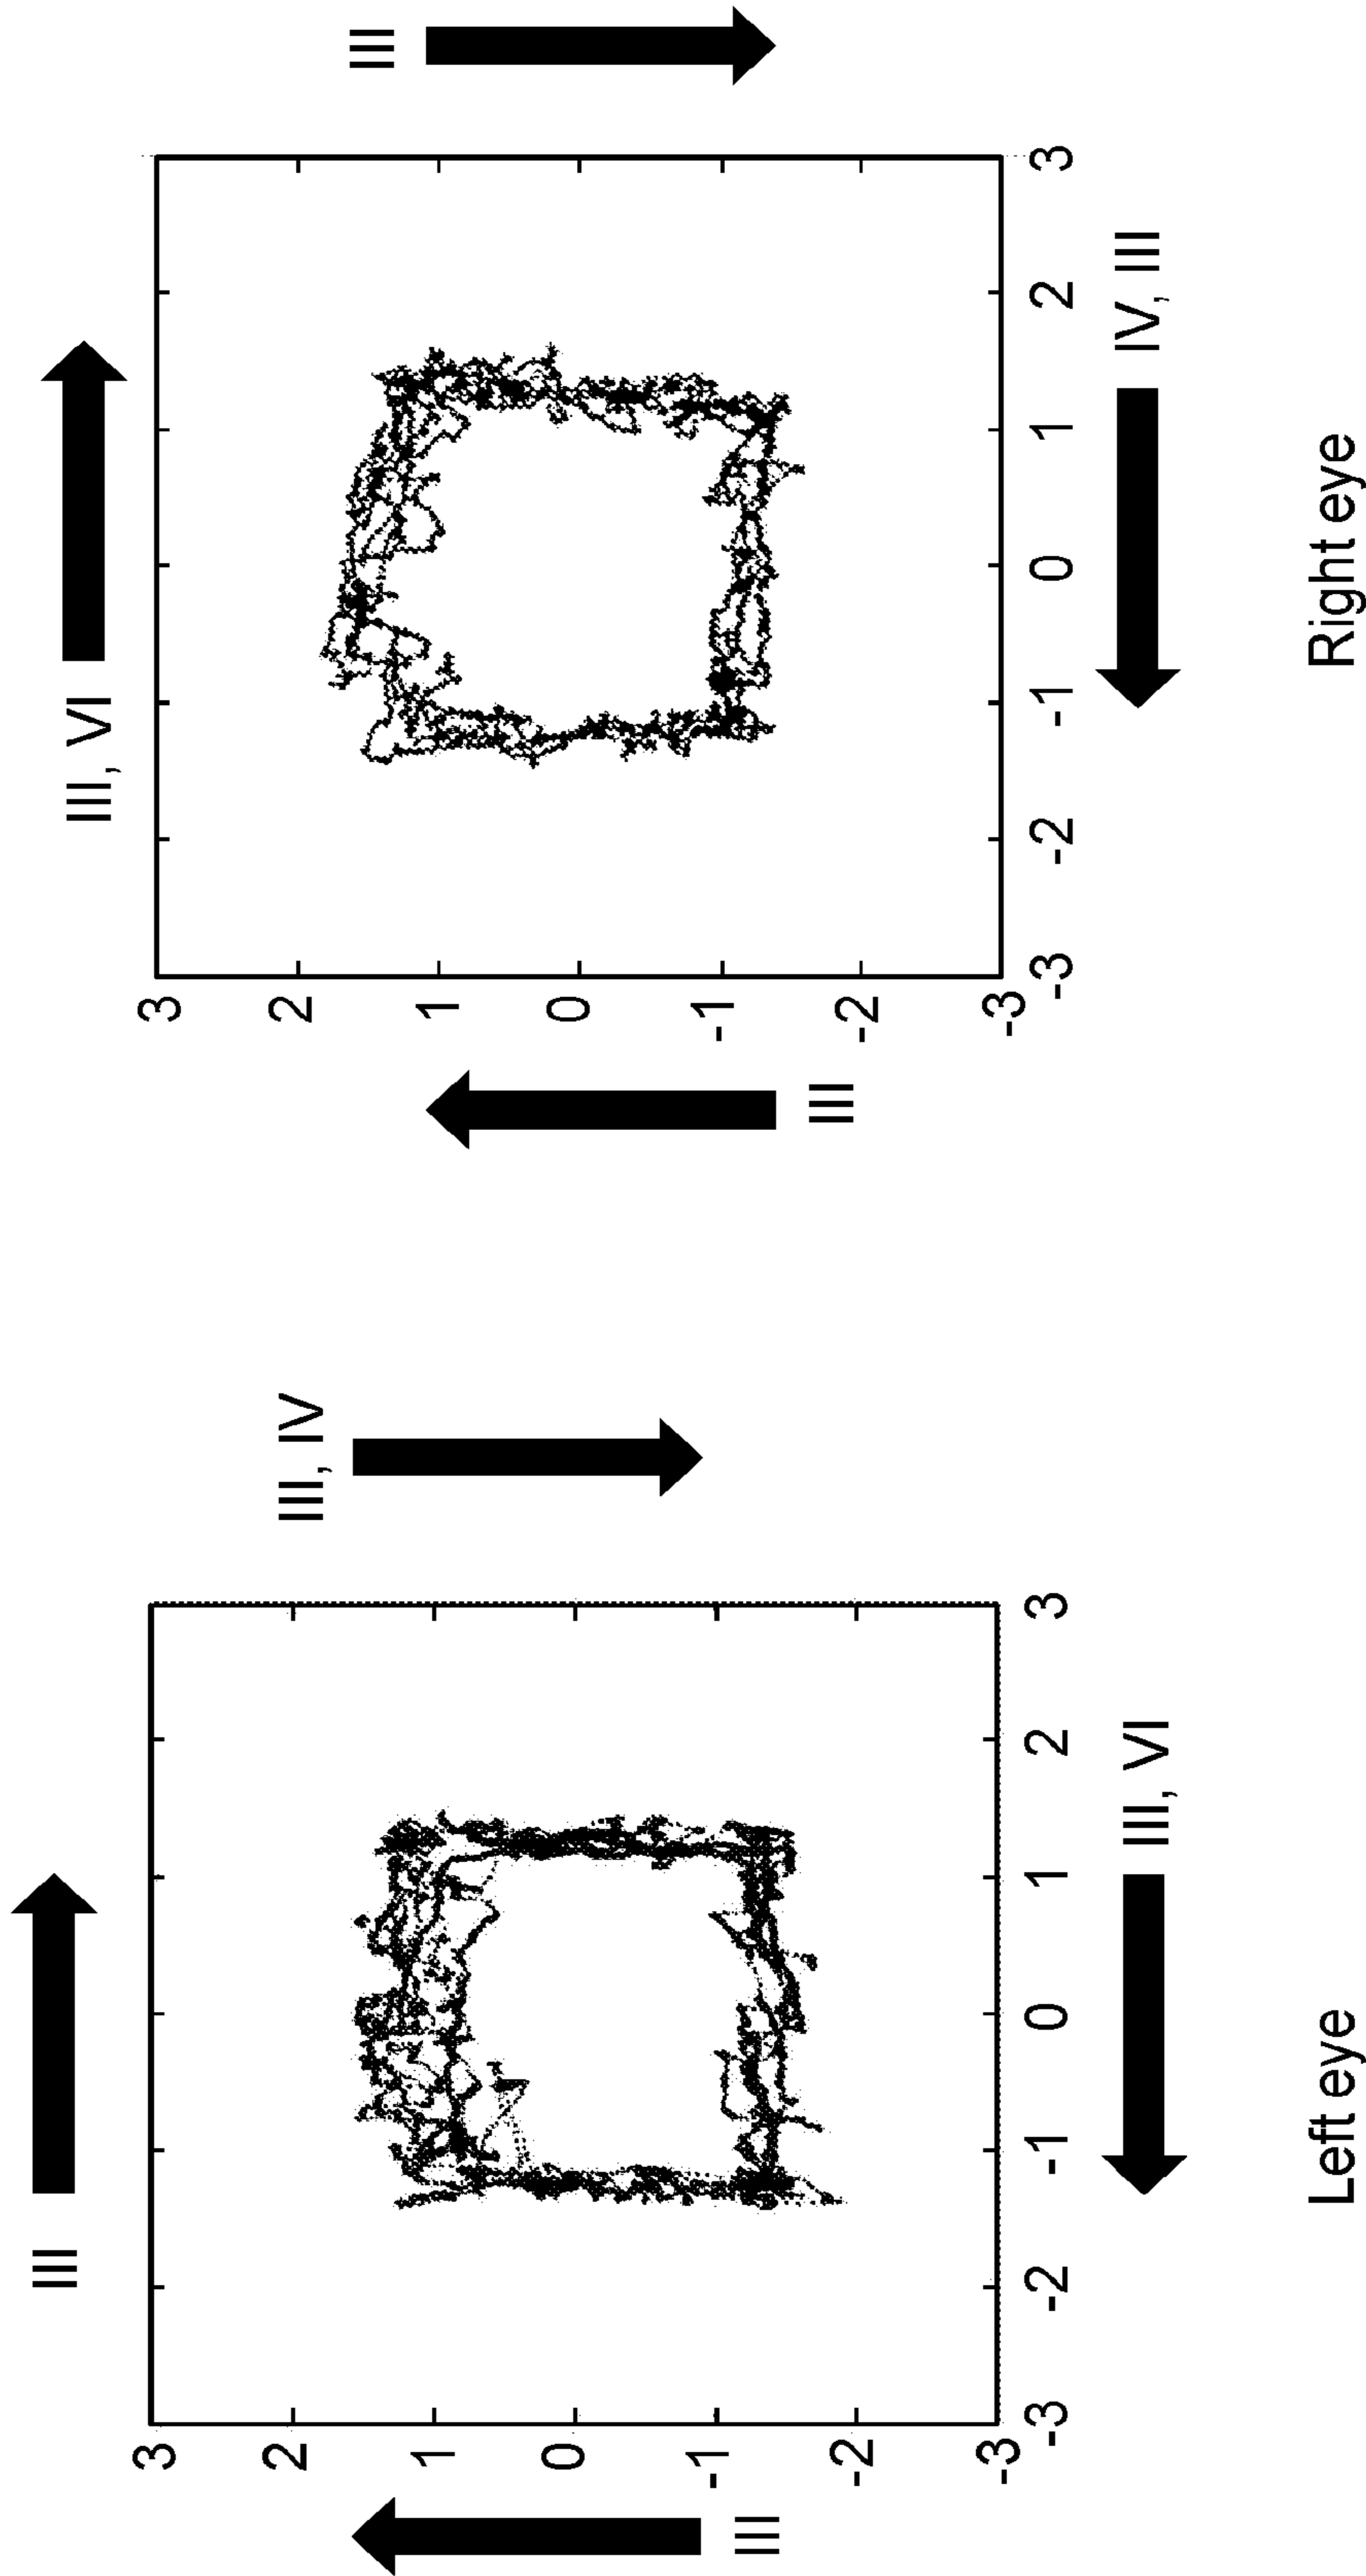 III
III
3
2
1
0
-1
-2
-3
-3 -2 -1 0 1 2 3
III, IV
III, VI
Left eye
III, VI
III
3
2
1
0
-1
-2
-3
-3 -2 -1 0 1 2 3
III
IV, III
Right eye